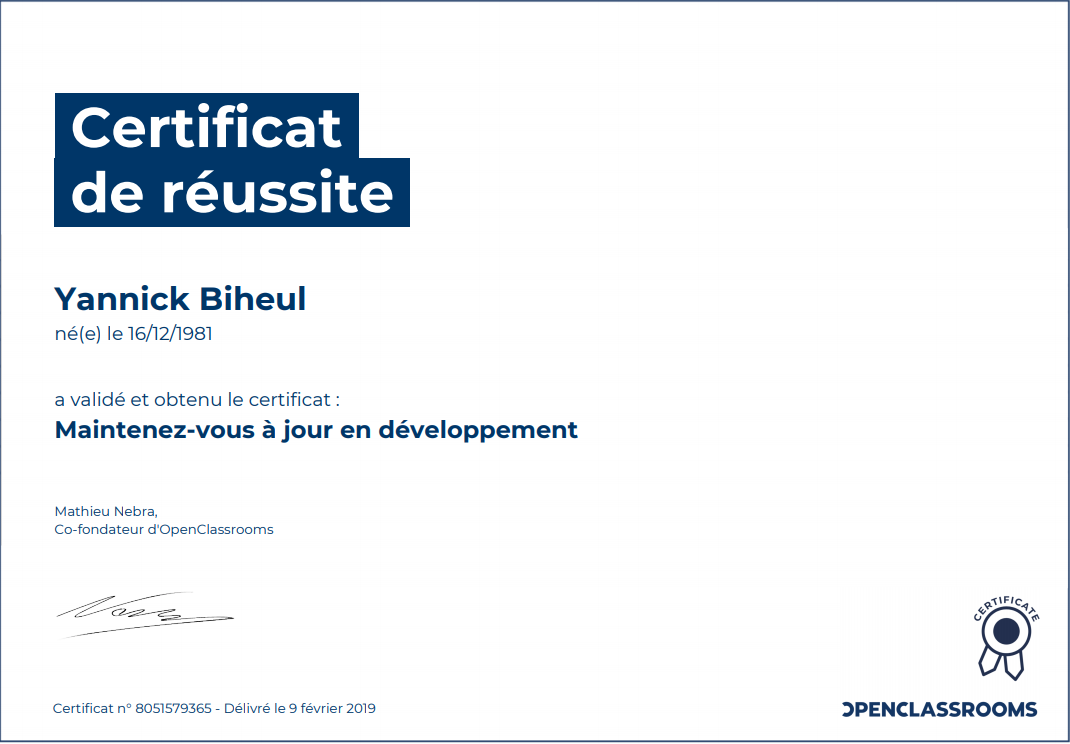 Certificat
de réussite
Yannick Biheul
né(e) le 16/12/1981
a validé et obtenu le certificat :
Maintenez-vous à jour en développement
Mathieu Nebra,
Co-fondateur d'OpenClassrooms
CERTIFICATE
Certificat n° 8051579365 - Délivré le 9 février 2019
OPENCLASSROOMS